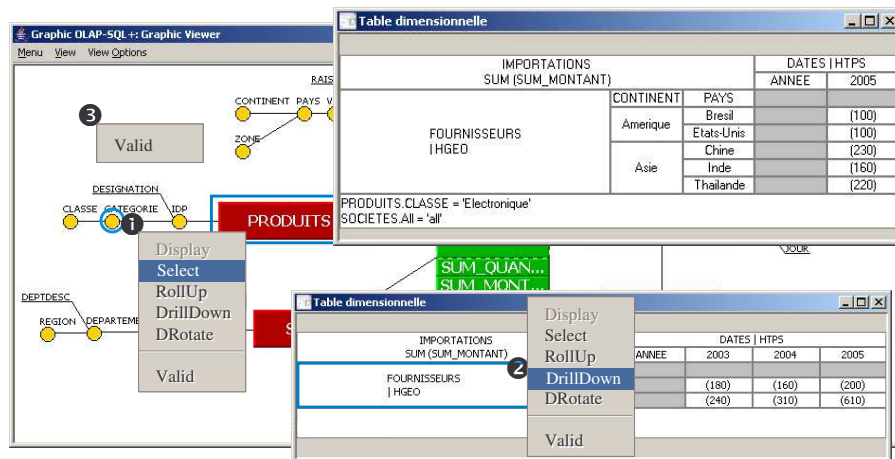 Graphic OLAP-SQL+: Graphic Viewer
Menu View View Options
CONTINENT PAYS
ZONE
3
Valid
DESIGNATION
CLASSE CATEGORIE IDP
PRODUITS
1
Display
Select
RollUp
DrillDown
DRotate
Valid
DEPTDESC
REGION
SUM_QUAN...
SUM_MONT...
JOUR
Table dimensionnelle
IMPORTATIONS
SUM (SUM_MONTANT)
DATES | HTPS
ANNEE 2005
CONTINENT PAYS
FOURNISSEURS
| HGEO
Amerique
Bresil (100)
Etats-Unis (100)
Asie
Chine (230)
Inde (160)
Thailande (220)
PRODUITS.CLASSE = 'Electronique'
SOCIETES.All = 'all'
Table dimensionnelle
IMPORTATIONS
SUM (SUM_MONTANT)
DATES | HTPS
ANNEE 2003 2004 2005
FOURNISSEURS
| HGEO
(180) (160) (200)
(240) (310) (610)
2
Display
Select
RollUp
DrillDown
DRotate
Valid